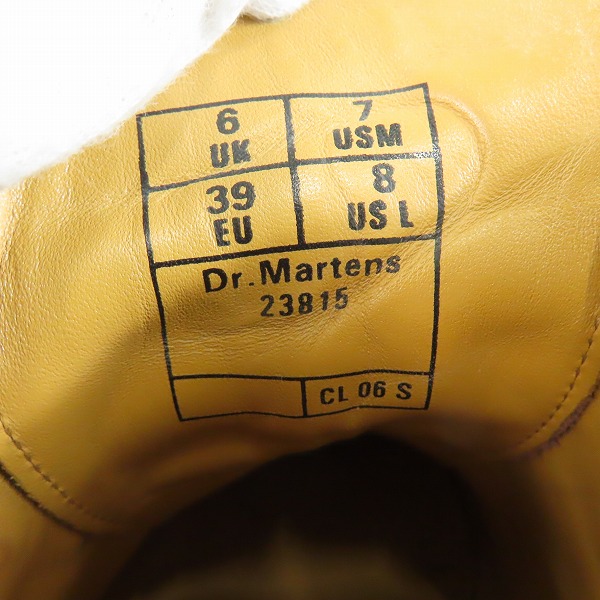 6 7
UK USM
39 8
EU US L
Dr. Martens
23815
CL 06 S